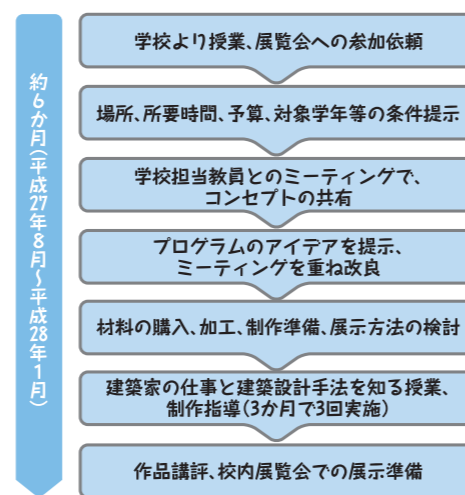 約6か月(平成27年8月〜平成28年1月)
学校より授業、展覧会への参加依頼
場所、所要時間、予算、対象学年等の条件提示
学校担当教員とのミーティングで、
コンセプトの共有
プログラムのアイデアを提示、
ミーティングを重ね改良
材料の購入、加工、制作準備、展示方法の検討
建築家の仕事と建築設計手法を知る授業、
制作指導(3か月で3回実施)
作品講評、校内展覧会での展示準備